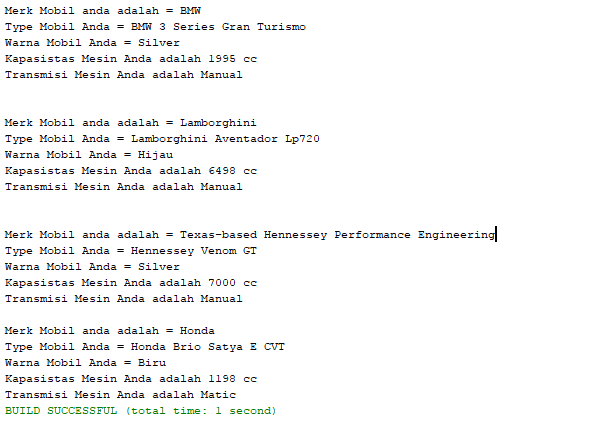 Merk Mobil anda adalah = BMW
Type Mobil Anda = BMW 3 Series Gran Turismo
Warna Mobil Anda = Silver
Kapasistas Mesin Anda adalah 1995 cc
Transmisi Mesin Anda adalah Manual
Merk Mobil anda adalah = Lamborghini
Type Mobil Anda = Lamborghini Aventador Lp720
Warna Mobil Anda = Hijau
Kapasistas Mesin Anda adalah 6498 cc
Transmisi Mesin Anda adalah Manual
Merk Mobil anda adalah = Texas-based Hennessey Performance Engineering
Type Mobil Anda = Hennessey Venom GT
Warna Mobil Anda = Silver
Kapasistas Mesin Anda adalah 7000 cc
Transmisi Mesin Anda adalah Manual
Merk Mobil anda adalah = Honda
Type Mobil Anda = Honda Brio Satya E CVT
Warna Mobil Anda = Biru
Kapasistas Mesin Anda adalah 1198 cc
Transmisi Mesin Anda adalah Matic
BUILD SUCCESSFUL (total time: 1 second)